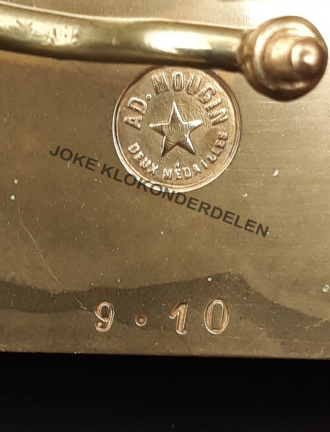 AD. MOUGIN
DEUX MÉDAILLES
JOKE KLOKONDERDELEN
9 · 10